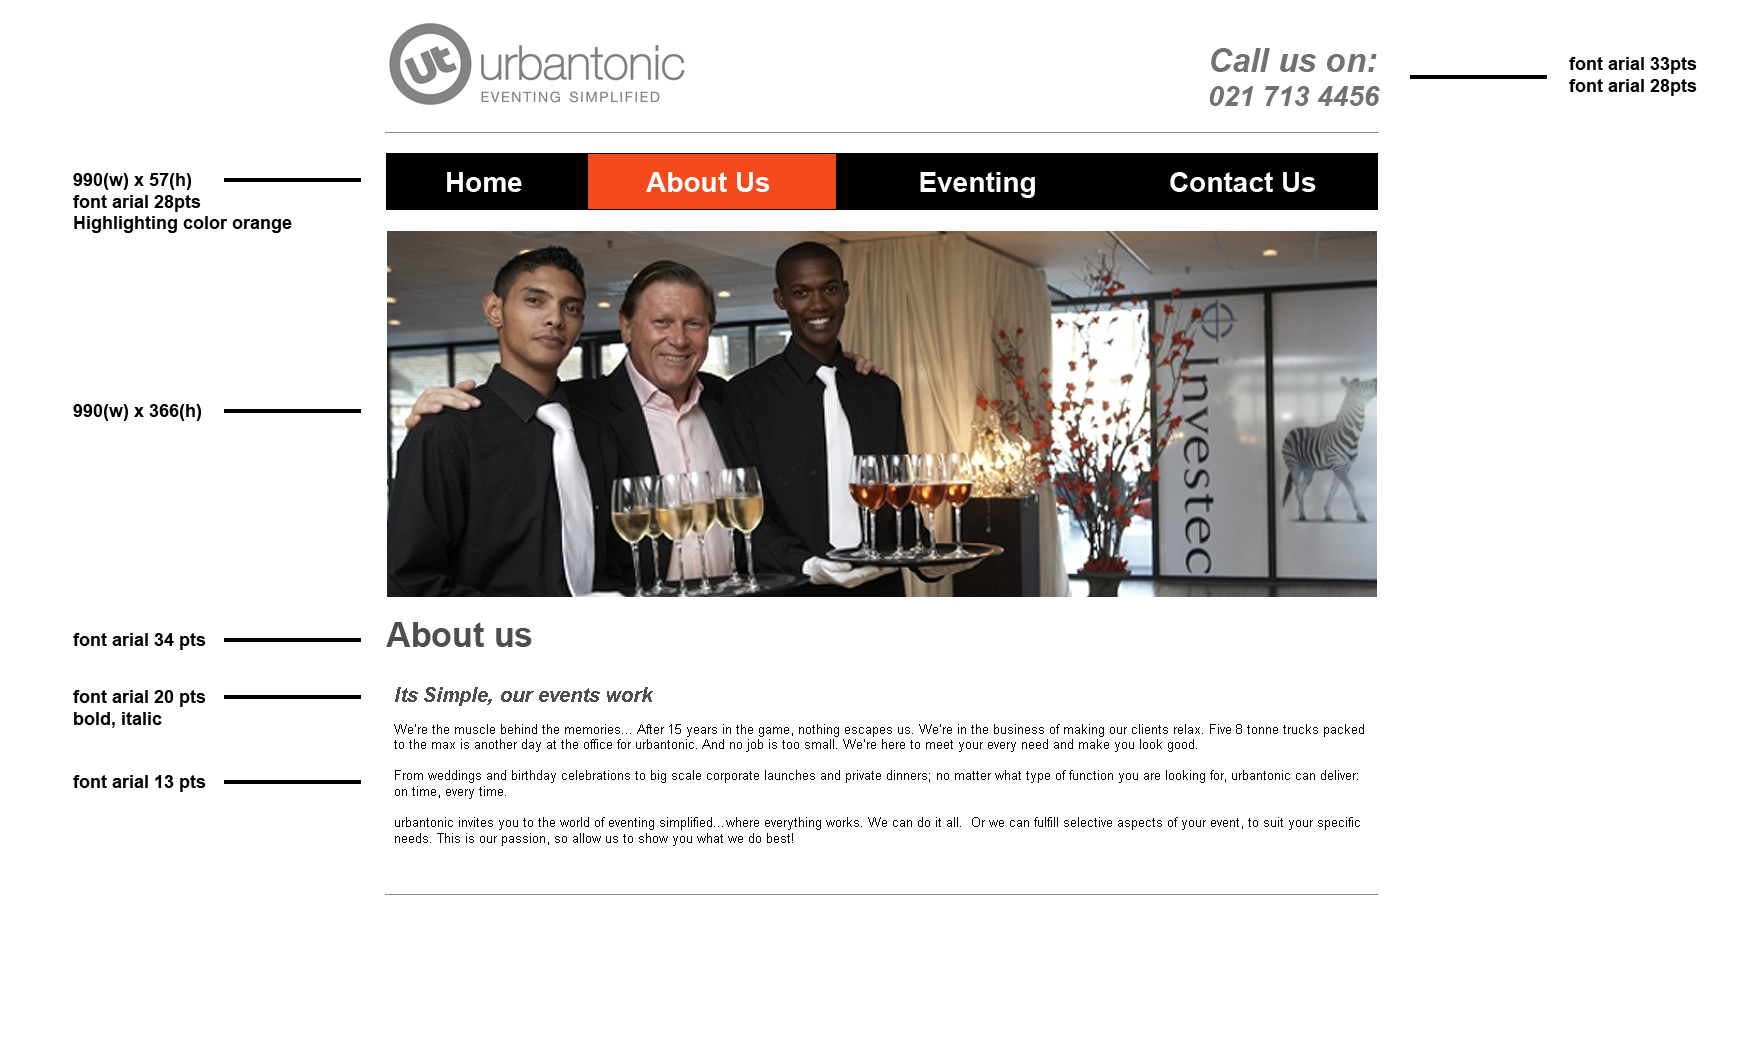 ut urbantonic
EVENTING SIMPLIFIED
Call us on:
021 713 4456
font arial 33pts
font arial 28pts
990(w) x 57(h)
font arial 28pts
Highlighting color orange
Home About Us Eventing Contact Us
990(w) x 366(h)
Investec
font arial 34 pts
About us
font arial 20 pts
bold, italic
Its Simple, our events work
We're the muscle behind the memories... After 15 years in the game, nothing escapes us. We're in the business of making our clients relax. Five 8 tonne trucks packed
to the max is another day at the office for urbantonic. And no job is too small. We're here to meet your every need and make you look good.
font arial 13 pts
From weddings and birthday celebrations to big scale corporate launches and private dinners; no matter what type of function you are looking for, urbantonic can deliver:
on time, every time.
urbantonic invites you to the world of eventing simplified...where everything works. We can do it all.  Or we can fulfill selective aspects of your event, to suit your specific
needs. This is our passion, so allow us to show you what we do best!